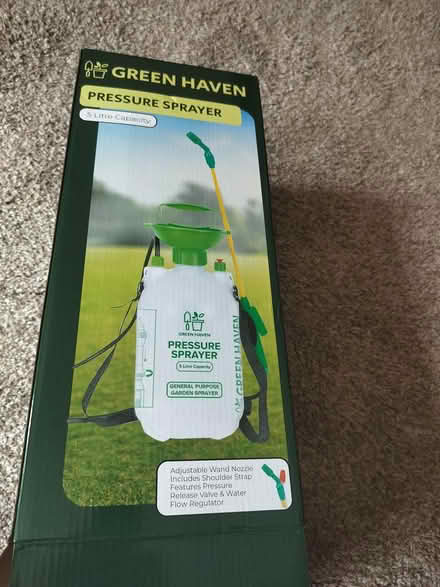 GREEN HAVEN
PRESSURE SPRAYER
5 Litre Capacity
GREEN HAVEN
PRESSURE
SPRAYER
5 Litre Capacity
GENERAL PURPOSE
GARDEN SPRAYER
GREEN HAVEN
Adjustable Wand Nozzle
Includes Shoulder Strap
Features Pressure
Release Valve & Water
Flow Regulator